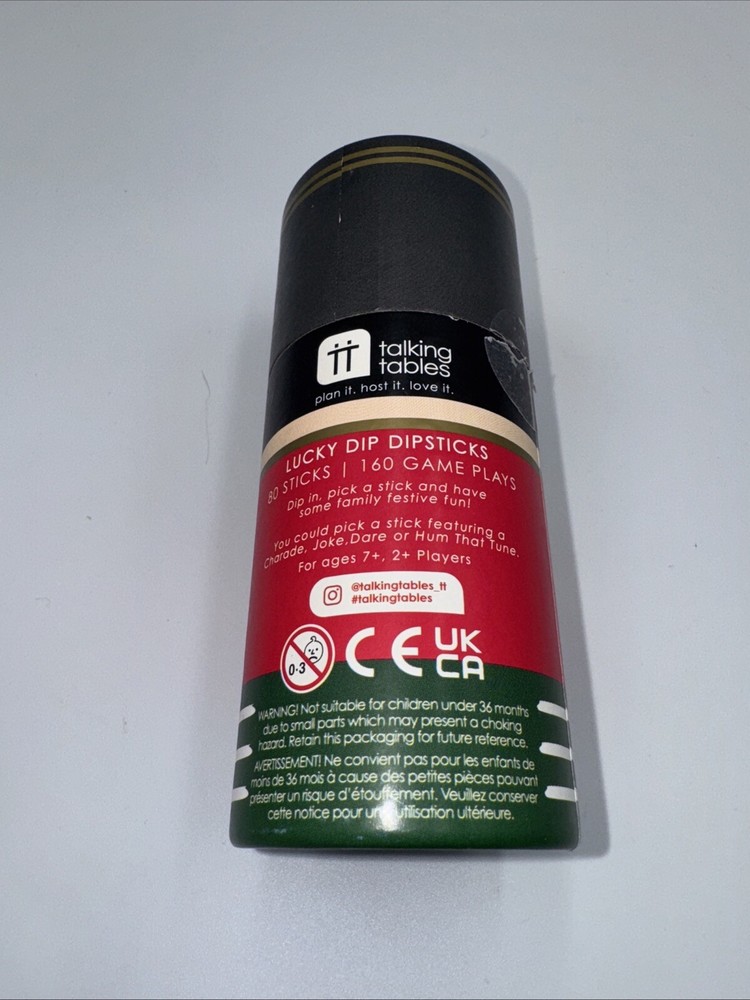 talking
tables
plan it. host it. love it.
LUCKY DIP DIPSTICKS
80 STICKS | 160 GAME PLAYS
Dip in, pick a stick and have
some family festive fun!
You could pick a stick featuring a
Charade, Joke,Dare or Hum That Tune.
For ages 7+, 2+ Players
@talkingtables_tt
#talkingtables
0-3
CE
UK
CA
WARNING! Not suitable for children under 36 months
due to small parts which may present a choking
hazard. Retain this packaging for future reference.
AVERTISSEMENT! Ne convient pas pour les enfants de
moins de 36 mois à cause des petites pièces pouvant
présenter un risque d'étouffement. Veuillez conserver
cette notice pour une utilisation ultérieure.